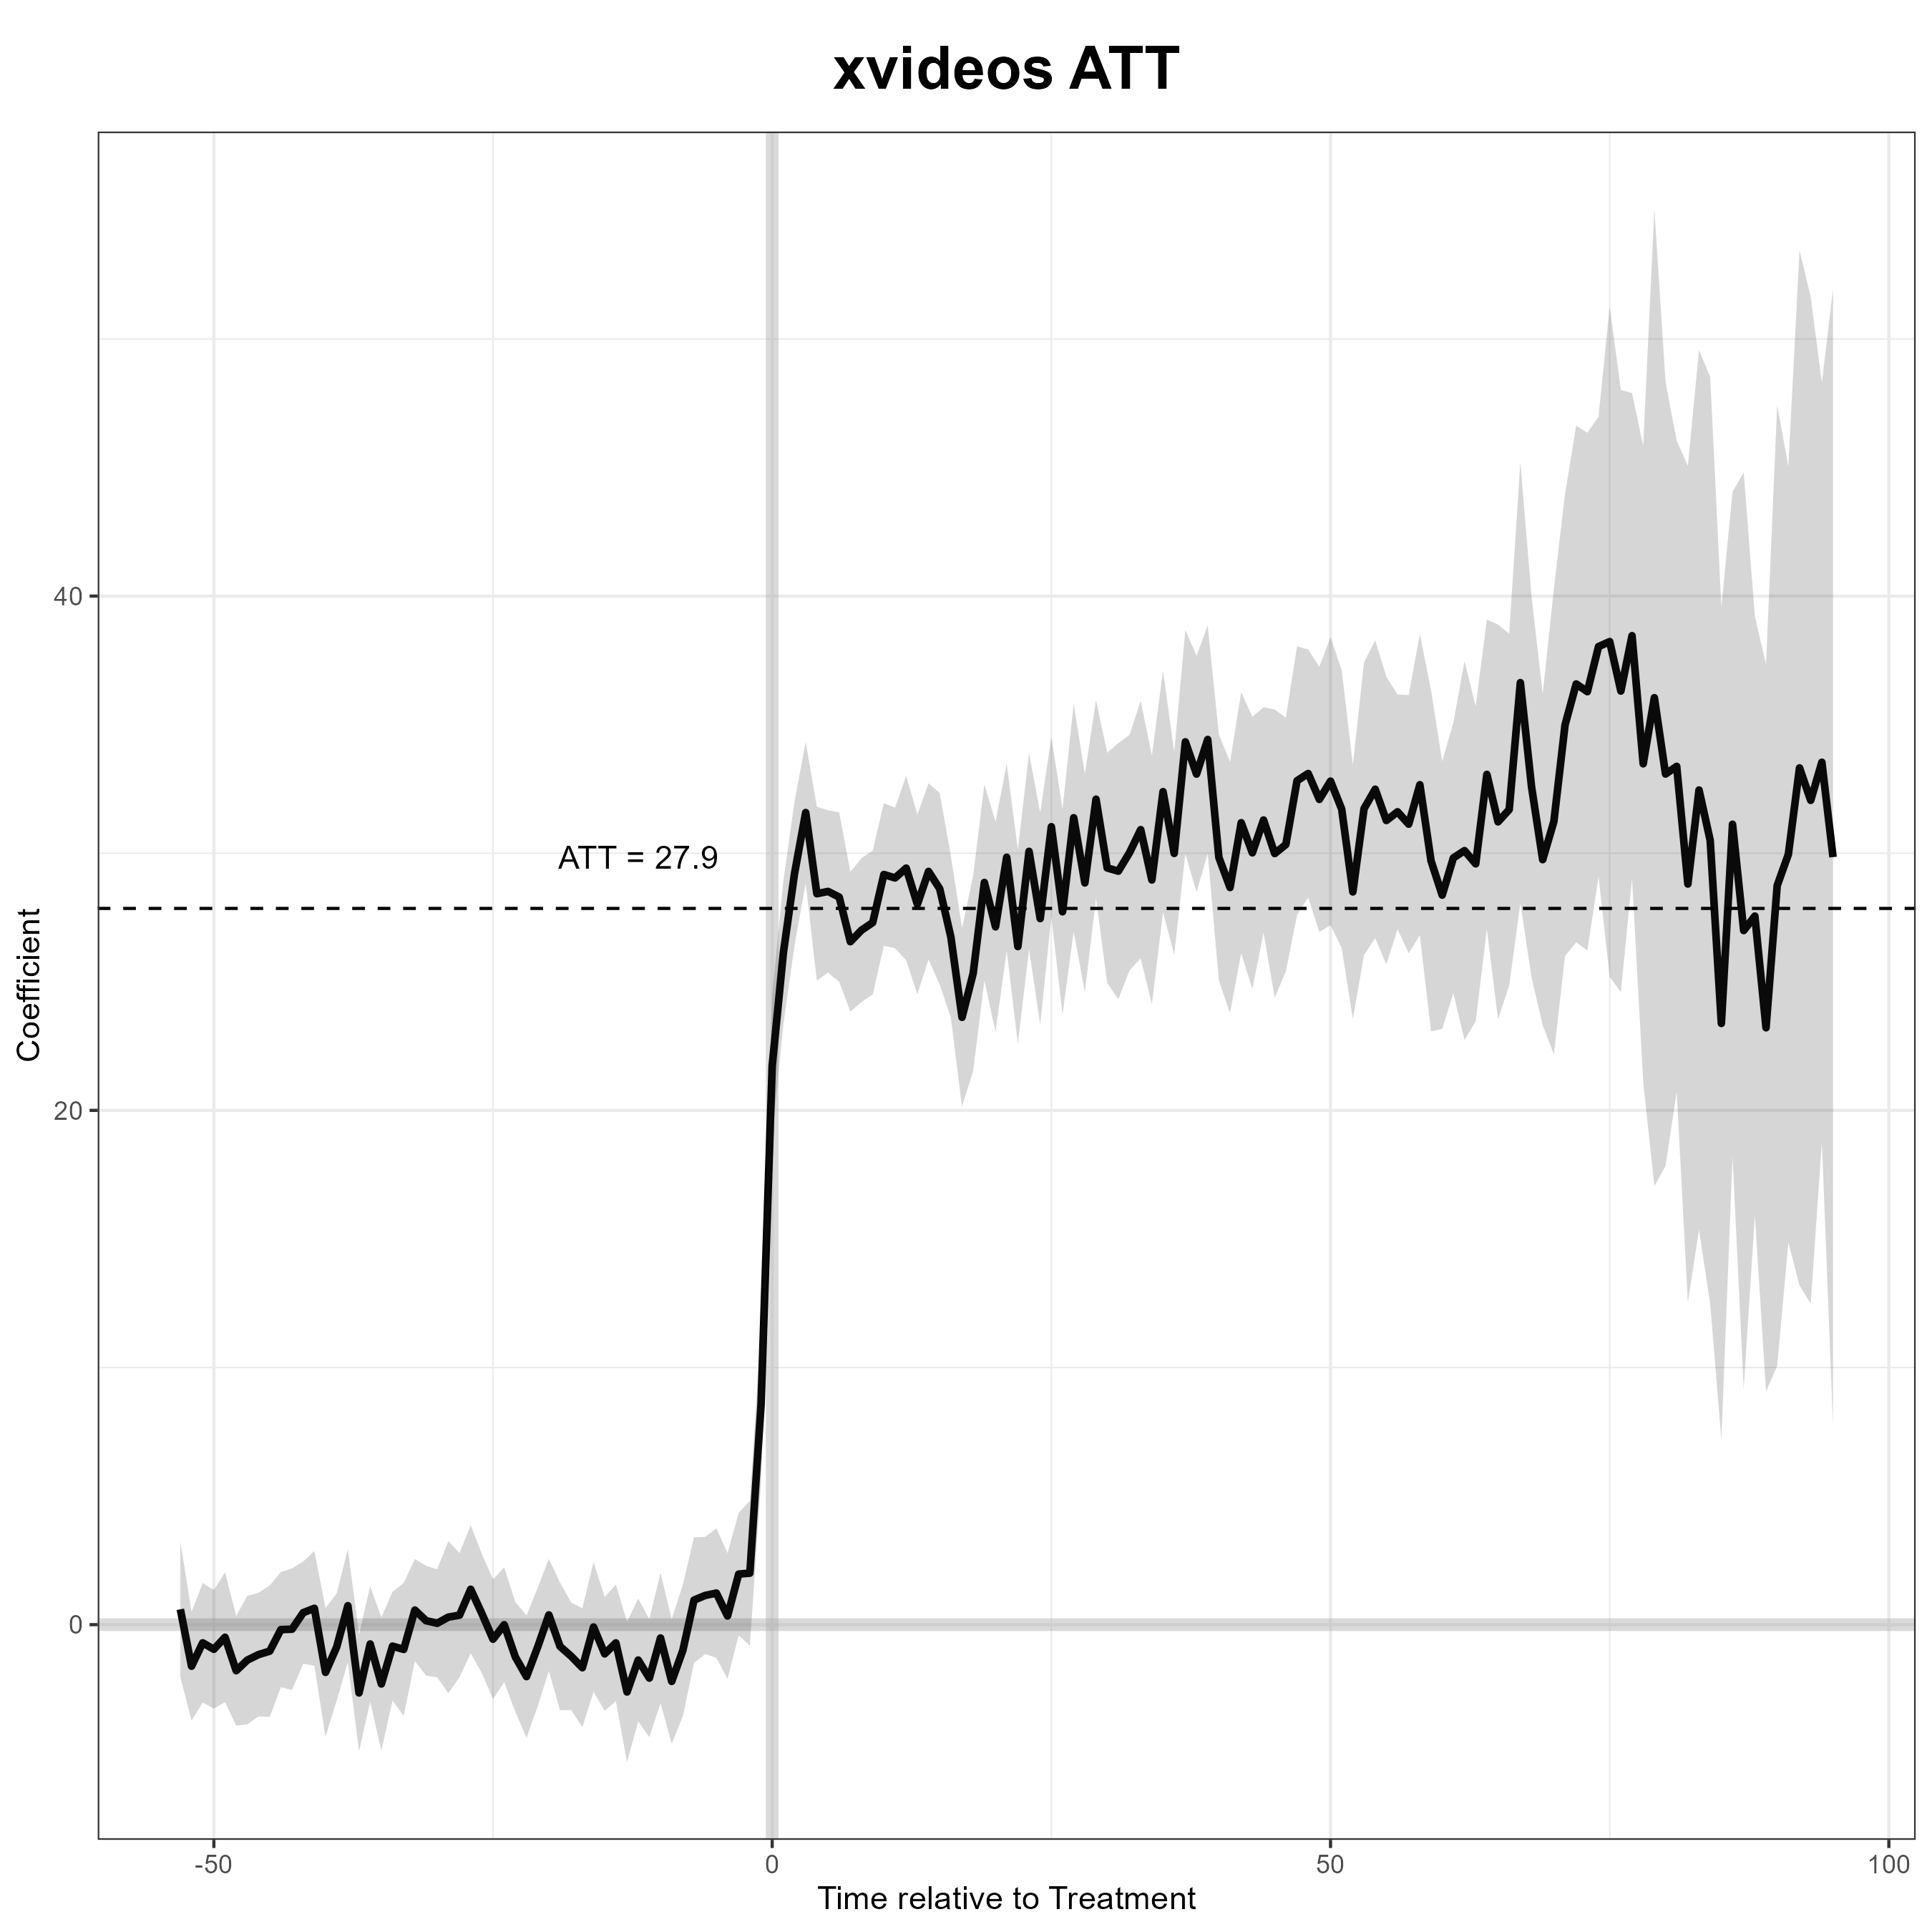 xvideos ATT
Coefficient
40
20
0
ATT = 27.9
-50
0
50
100
Time relative to Treatment